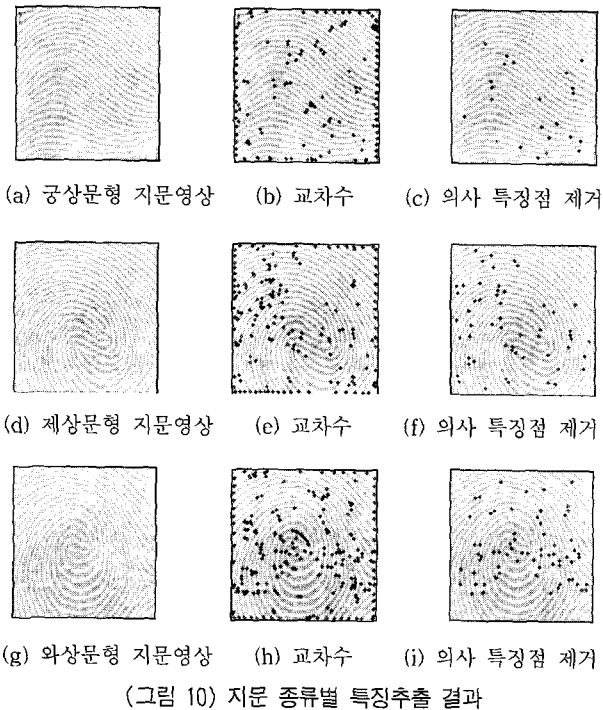 (a) 궁상문형 지문영상 (b) 교차수 (c) 의사 특징점 제거
(d) 제상문형 지문영상 (e) 교차수 (f) 의사 특징점 제거
(g) 와상문형 지문영상 (h) 교차수 (i) 의사 특징점 제거
(그림 10) 지문 종류별 특징추출 결과